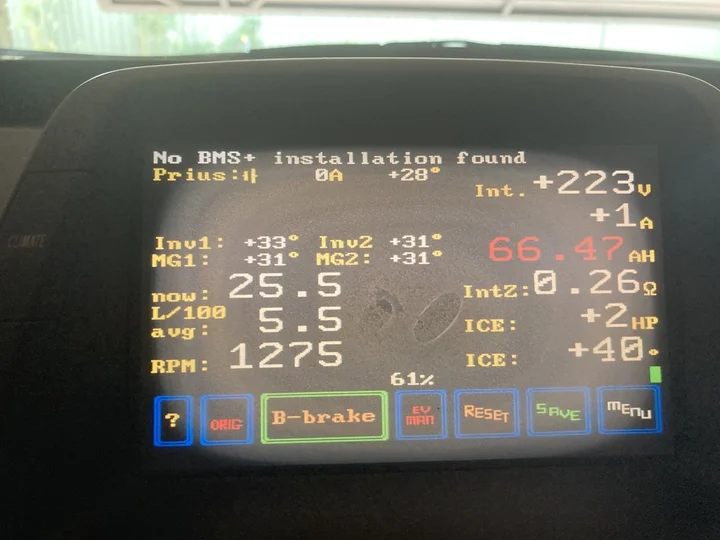 No BMS+ installation found
Prius: 0A +28°
Int. +223V
+1A
Inv1: +33° Inv2 +31°
MG1: +31° MG2: +31°
66.47AH
now: 25.5
IntZ:0.26Ω
L/100
avg: 5.5
ICE: +2HP
RPM: 1275
ICE: +40°
61%
?
ORIG
B-brake
EV
MAN
RESET
SAVE
MENU
CLIMATE